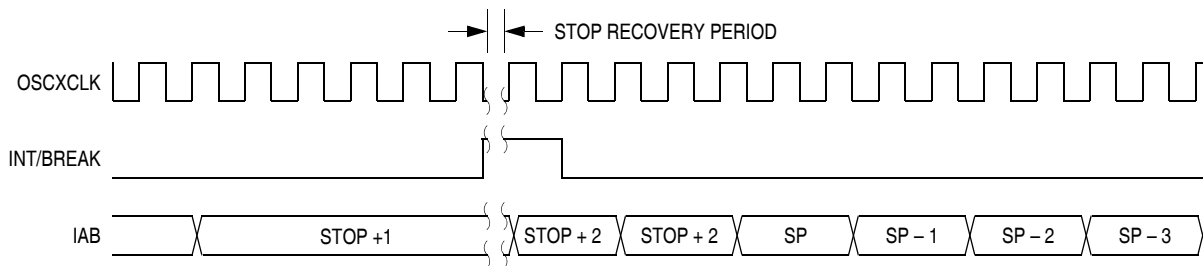 STOP RECOVERY PERIOD
OSCXCLK
INT/BREAK
IAB
STOP +1
STOP + 2
STOP + 2
SP
SP – 1
SP – 2
SP – 3